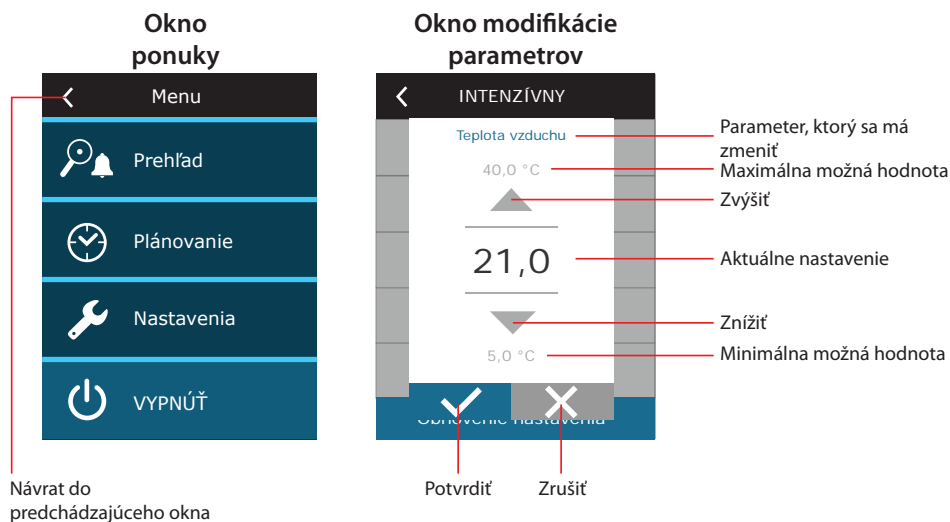 Okno
ponuky
Menu
Prehľad
Plánovanie
Nastavenia
VYPNÚŤ
Návrat do
predchádzajúceho okna
Okno modifikácie
parametrov
INTENZÍVNY
Teplota vzduchu
40,0 °C
21,0
5,0 °C
Obnovenie nastavenia
Parameter, ktorý sa má
zmeniť
Maximálna možná hodnota
Zvýšiť
Aktuálne nastavenie
Znížiť
Minimálna možná hodnota
Potvrdiť
Zrušiť